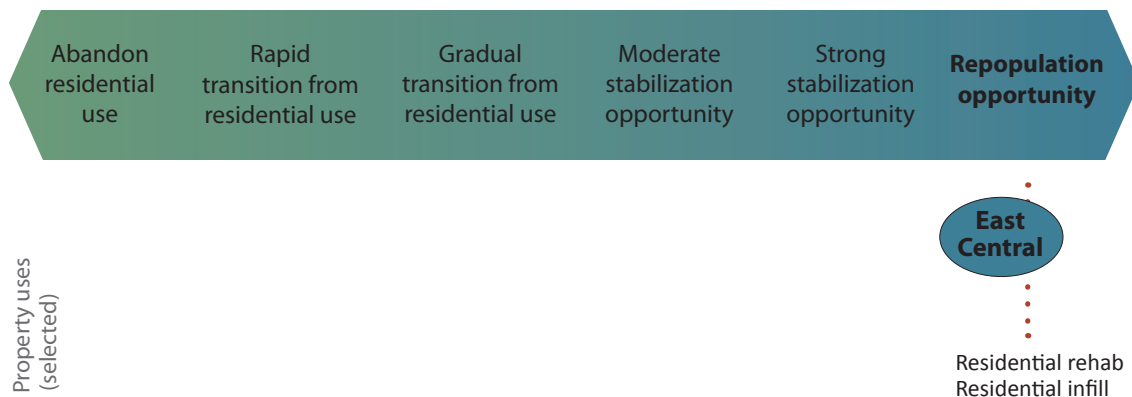 Abandon
residential
use
Rapid
transition from
residential use
Gradual
transition from
residential use
Moderate
stabilization
opportunity
Strong
stabilization
opportunity
Repopulation
opportunity
East
Central
Property uses
(selected)
Residential rehab
Residential infill